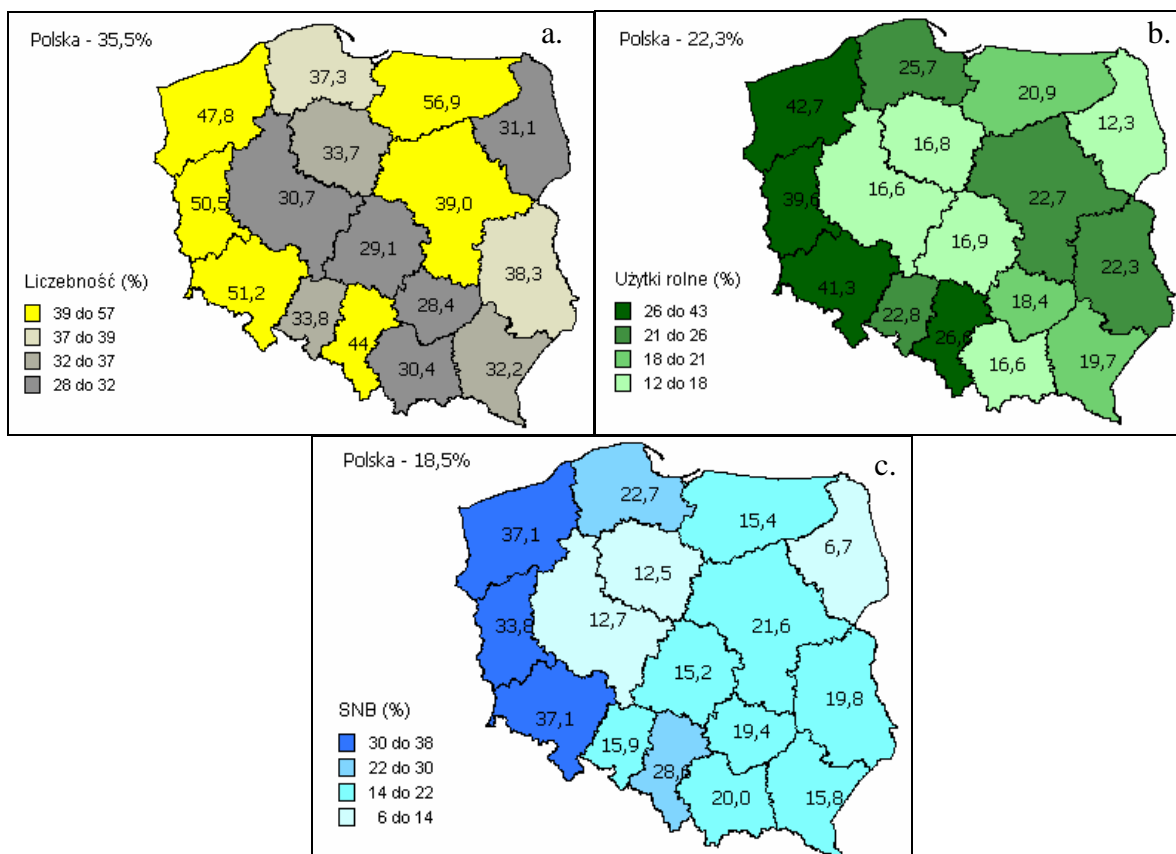 Polska - 35,5%
a.
37,3
47,8
56,9
31,1
33,7
50,5
30,7
39,0
29,1
38,3
51,2
28,4
33,8
44
30,4
32,2
Liczebność (%)
39 do 57
37 do 39
32 do 37
28 do 32
Polska - 22,3%
b.
25,7
42,7
20,9
12,3
16,8
39,6
16,6
22,7
16,9
22,3
41,3
18,4
22,8
26,6
16,6
19,7
Użytki rolne (%)
26 do 43
21 do 26
18 do 21
12 do 18
Polska - 18,5%
c.
22,7
37,1
15,4
6,7
12,5
33,8
12,7
21,6
15,2
19,8
37,1
19,4
15,9
28,6
20,0
15,8
SNB (%)
30 do 38
22 do 30
14 do 22
6 do 14